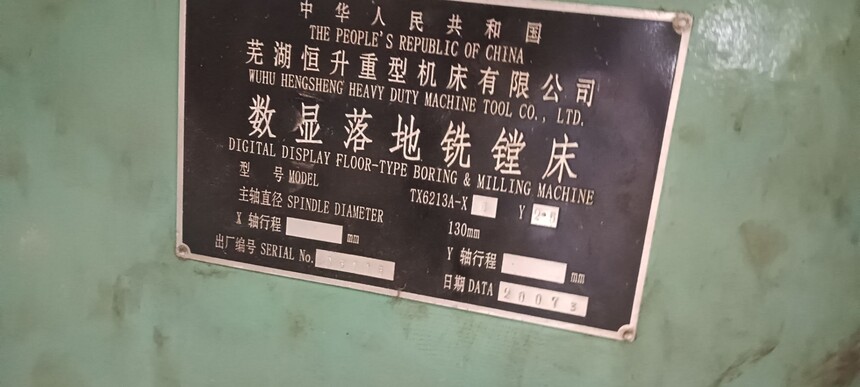 中华人民共和国
THE PEOPLE'S REPUBLIC OF CHINA
芜湖恒升重型机床有限公司
WUHU HENGSHENG HEAVY DUTY MACHINE TOOL CO., LTD.
数显落地铣镗床
DIGITAL DISPLAY FLOOR-TYPE BORING & MILLING MACHINE
型 号 MODEL TX6213A-X Y
主轴直径 SPINDLE DIAMETER 130mm
X 轴行程 mm Y 轴行程 mm
出厂编号 SERIAL No. 日期 DATA 20073